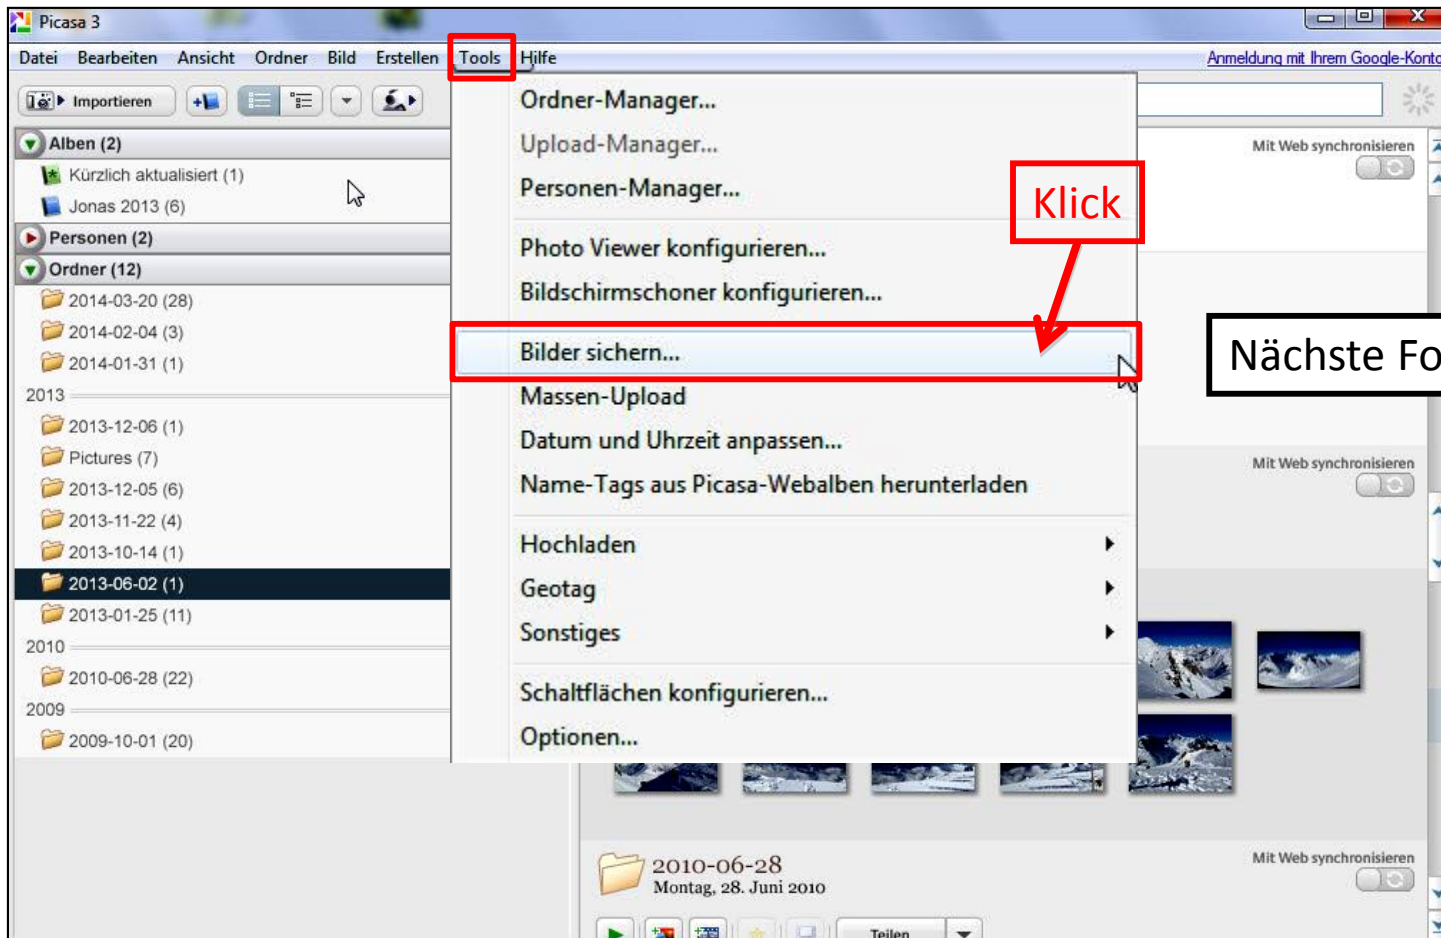 Picasa 3
Datei Bearbeiten Ansicht Ordner Bild Erstellen Tools Hilfe
Anmeldung mit Ihrem Google-Konto
Importieren
Alben (2)
Kürzlich aktualisiert (1)
Jonas 2013 (6)
Personen (2)
Ordner (12)
2014-03-20 (28)
2014-02-04 (3)
2014-01-31 (1)
2013
2013-12-06 (1)
Pictures (7)
2013-12-05 (6)
2013-11-22 (4)
2013-10-14 (1)
2013-06-02 (1)
2013-01-25 (11)
2010
2010-06-28 (22)
2009
2009-10-01 (20)
Ordner-Manager...
Upload-Manager...
Personen-Manager...
Photo Viewer konfigurieren...
Bildschirmschoner konfigurieren...
Bilder sichern...
Massen-Upload
Datum und Uhrzeit anpassen...
Name-Tags aus Picasa-Webalben herunterladen
Hochladen
Geotag
Sonstiges
Schaltflächen konfigurieren...
Optionen...
Klick
Mit Web synchronisieren
Nächste Fo
Mit Web synchronisieren
2010-06-28
Montag, 28. Juni 2010
Mit Web synchronisieren
Teilen